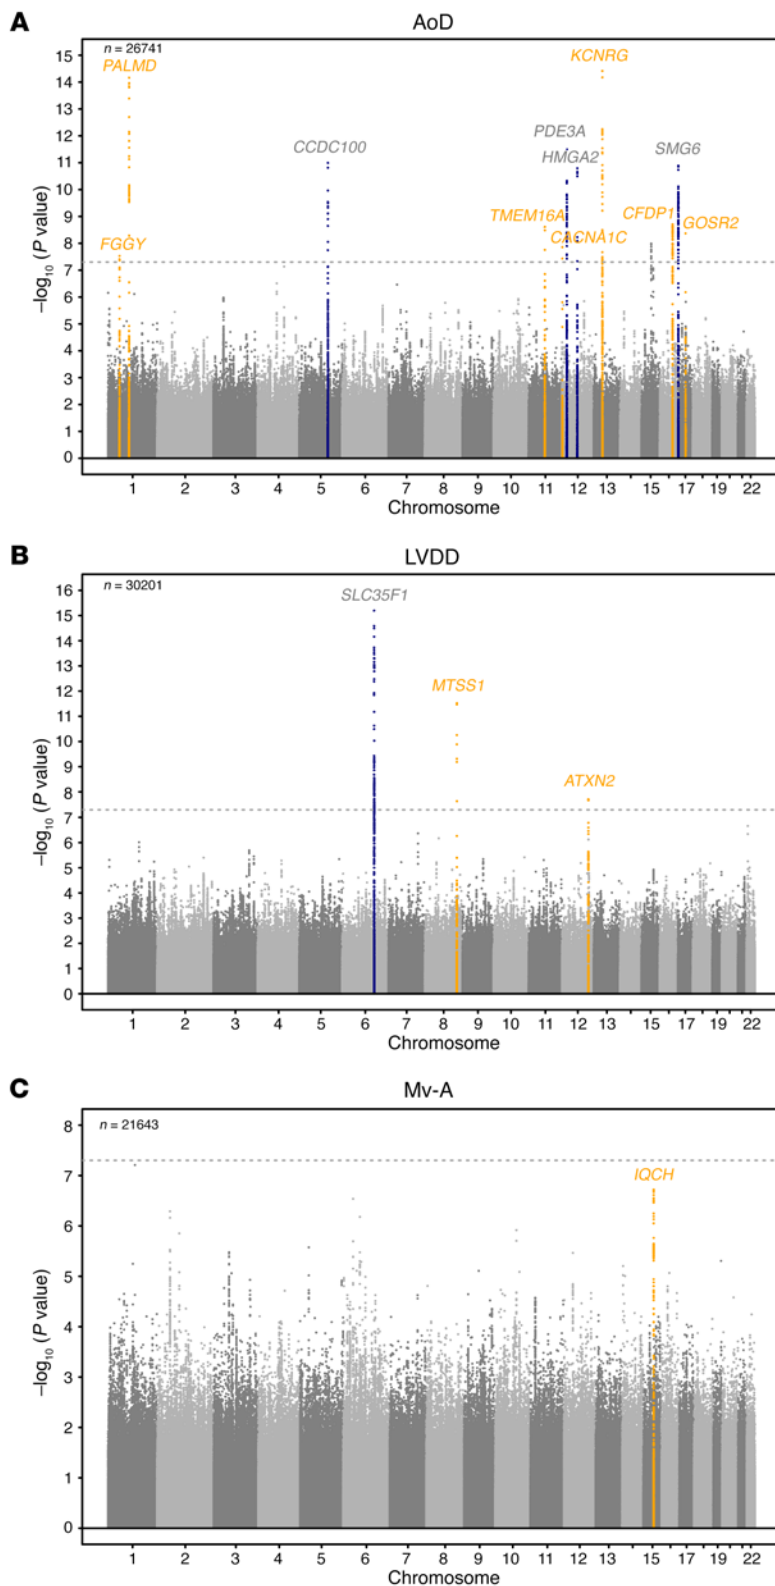 A
AoD
n = 26741
PALMD
KCNRG
PDE3A
CCDC100
HMGA2
SMG6
TMEM16A
CFDP1
GOSR2
FGGY
CACNA1C
–log10 (P value)
15
14
13
12
11
10
9
8
7
6
5
4
3
2
1
0
1 2 3 4 5 6 7 8 9 10 11 12 13 15 17 19 22
Chromosome
B
LVDD
n = 30201
SLC35F1
MTSS1
ATXN2
–log10 (P value)
16
15
14
13
12
11
10
9
8
7
6
5
4
3
2
1
0
1 2 3 4 5 6 7 8 9 10 11 12 13 15 17 19 22
Chromosome
C
Mv-A
n = 21643
IQCH
–log10 (P value)
8
7
6
5
4
3
2
1
0
1 2 3 4 5 6 7 8 9 10 11 12 13 15 17 19 22
Chromosome